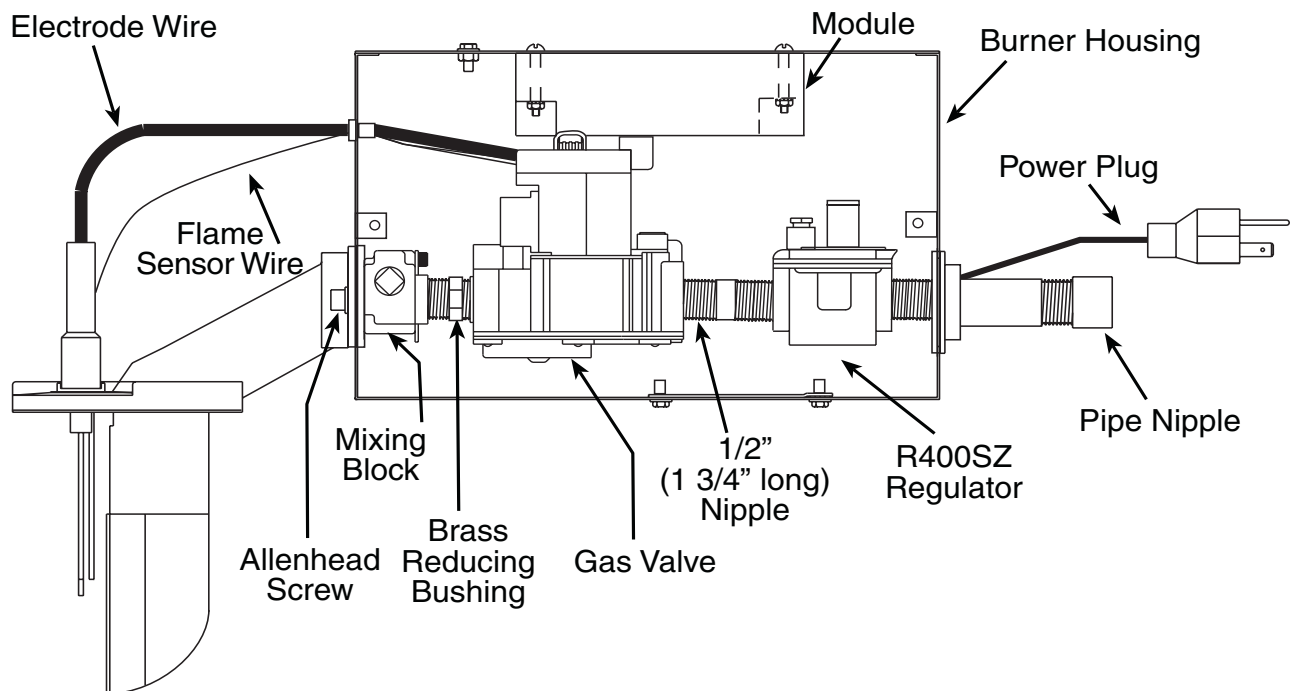 Electrode Wire
Module
Burner Housing
Power Plug
Flame
Sensor Wire
Mixing
Block
1/2”
(1 3/4” long)
Nipple
R400SZ
Regulator
Pipe Nipple
Allenhead
Screw
Brass
Reducing
Bushing
Gas Valve